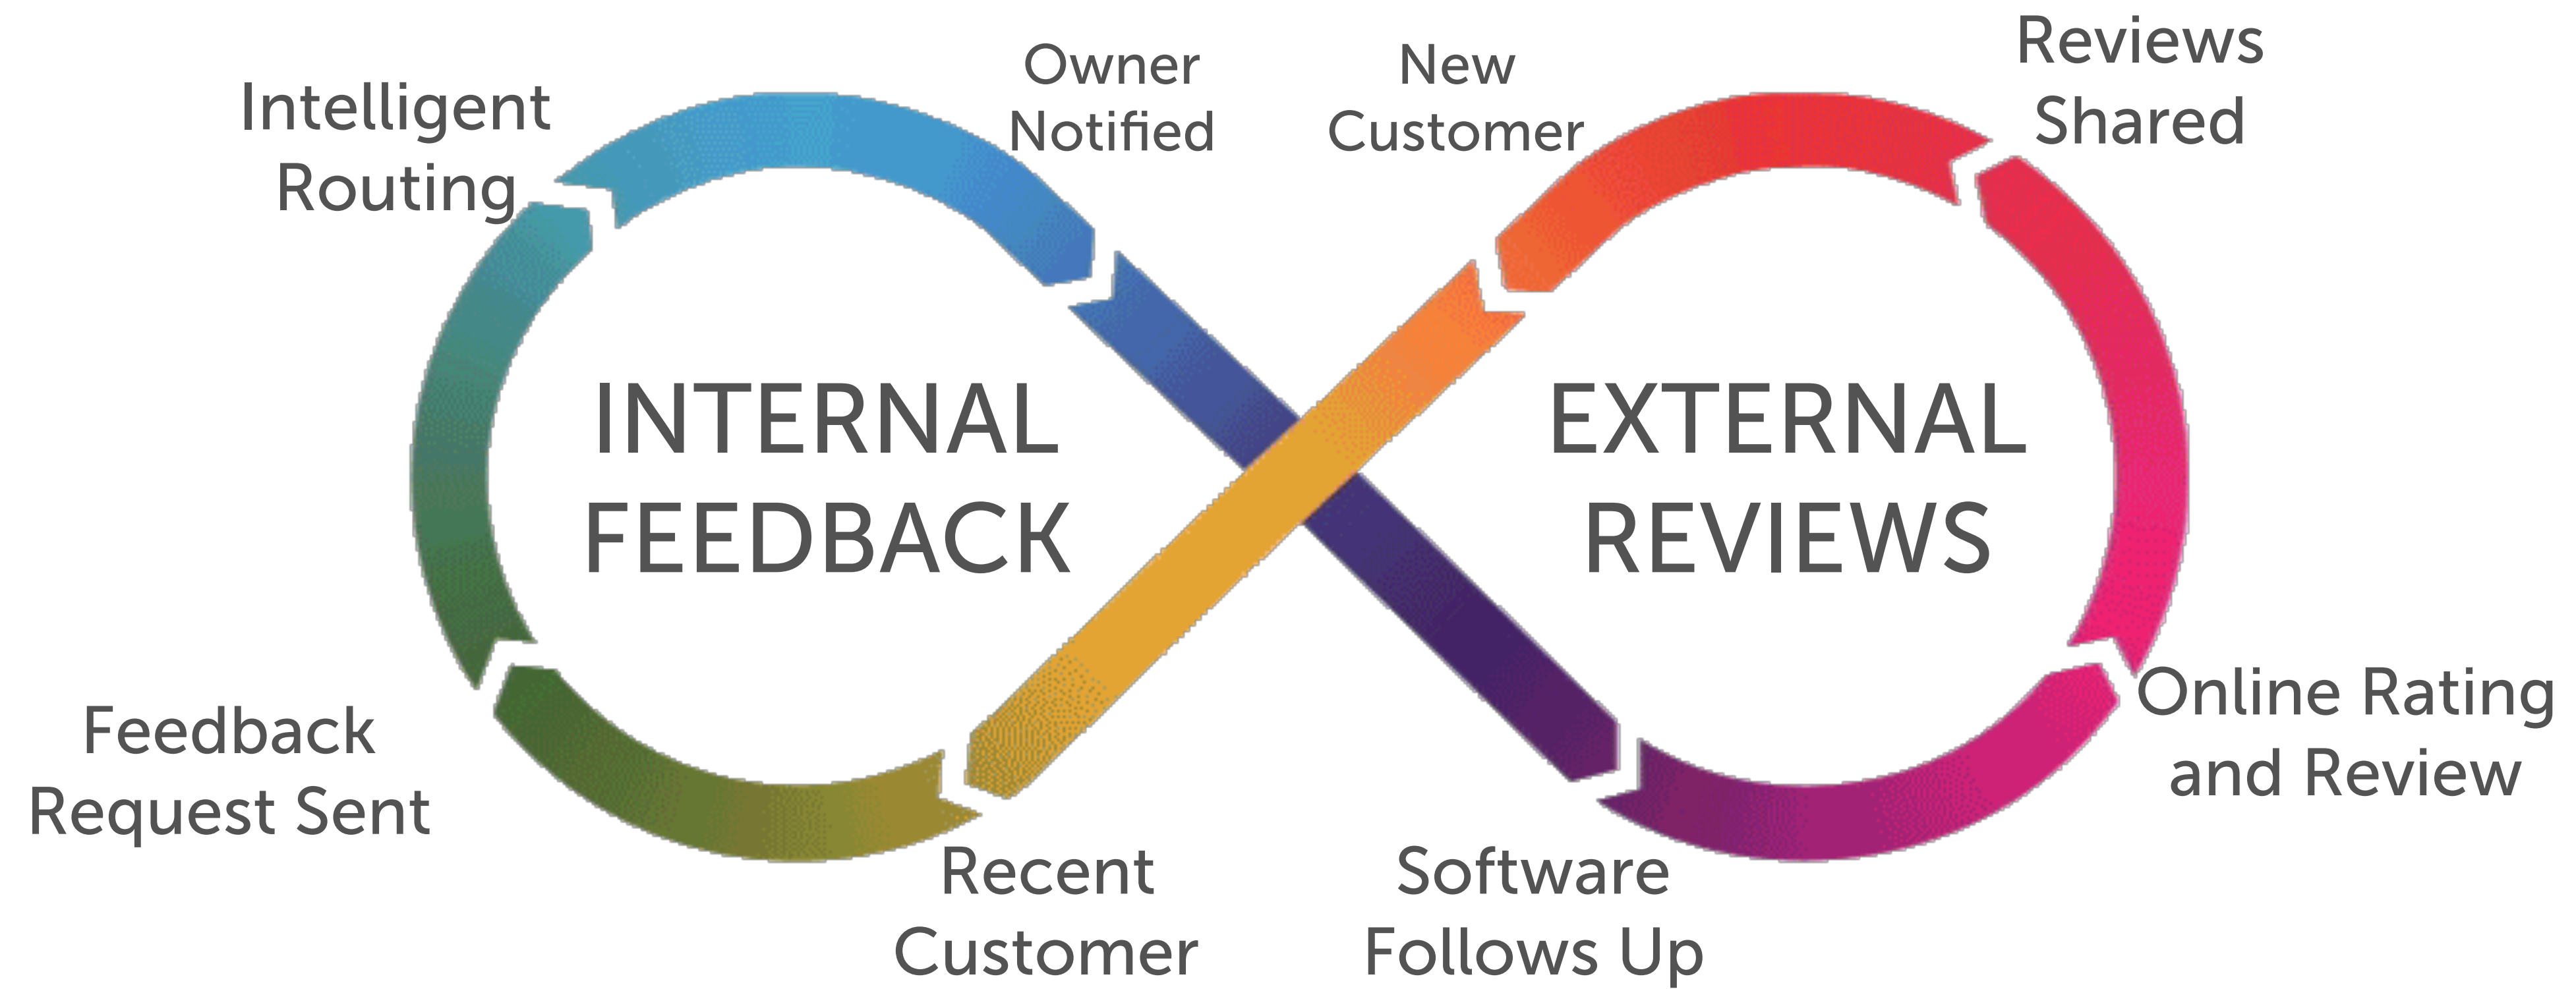 Intelligent
Routing
Owner
Notified
New
Customer
Reviews
Shared
INTERNAL
FEEDBACK
EXTERNAL
REVIEWS
Feedback
Request Sent
Recent
Customer
Software
Follows Up
Online Rating
and Review